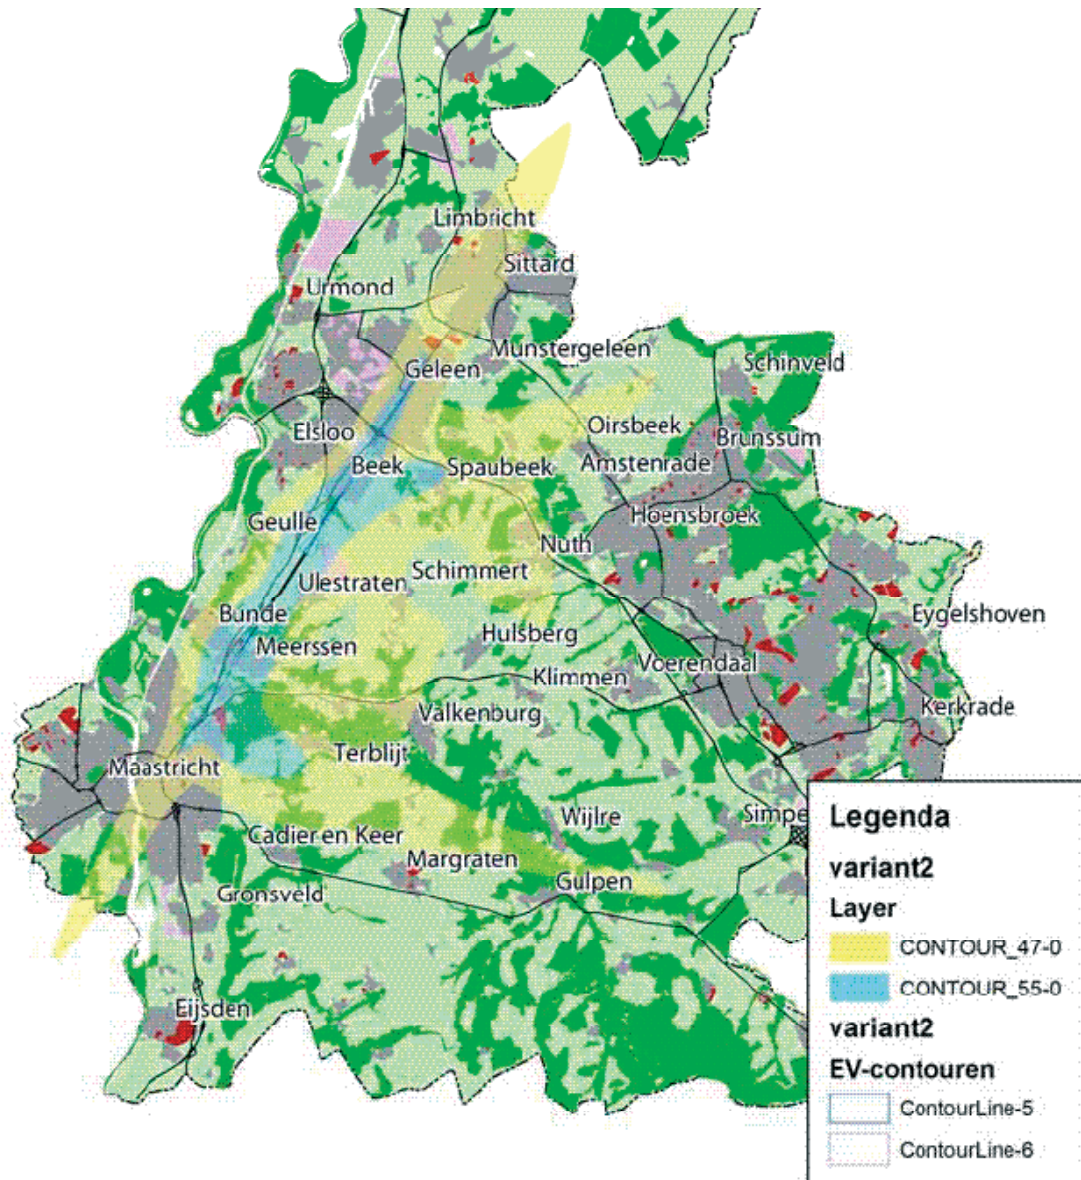 Limbricht
Sittard
Urmond
Munstergeleen
Geleen
Schinveld
Oirsbeek
Elsloo
Brunssum
Beek
Spaubeek
Amstenrade
Geulle
Hoensbroek
Nuth
Ulestraten
Schimmert
Bunde
Eygelshoven
Meerssen
Hulsberg
Voerendaal
Klimmen
Valkenburg
Kerkrade
Terblijt
Maastricht
Wijlre
Simpe
Cadier en Keer
Margraten
Gulpen
Gronsveld
Eijsden
Legenda
variant2
Layer
CONTOUR_47-0
CONTOUR_55-0
variant2
EV-contouren
ContourLine-5
ContourLine-6